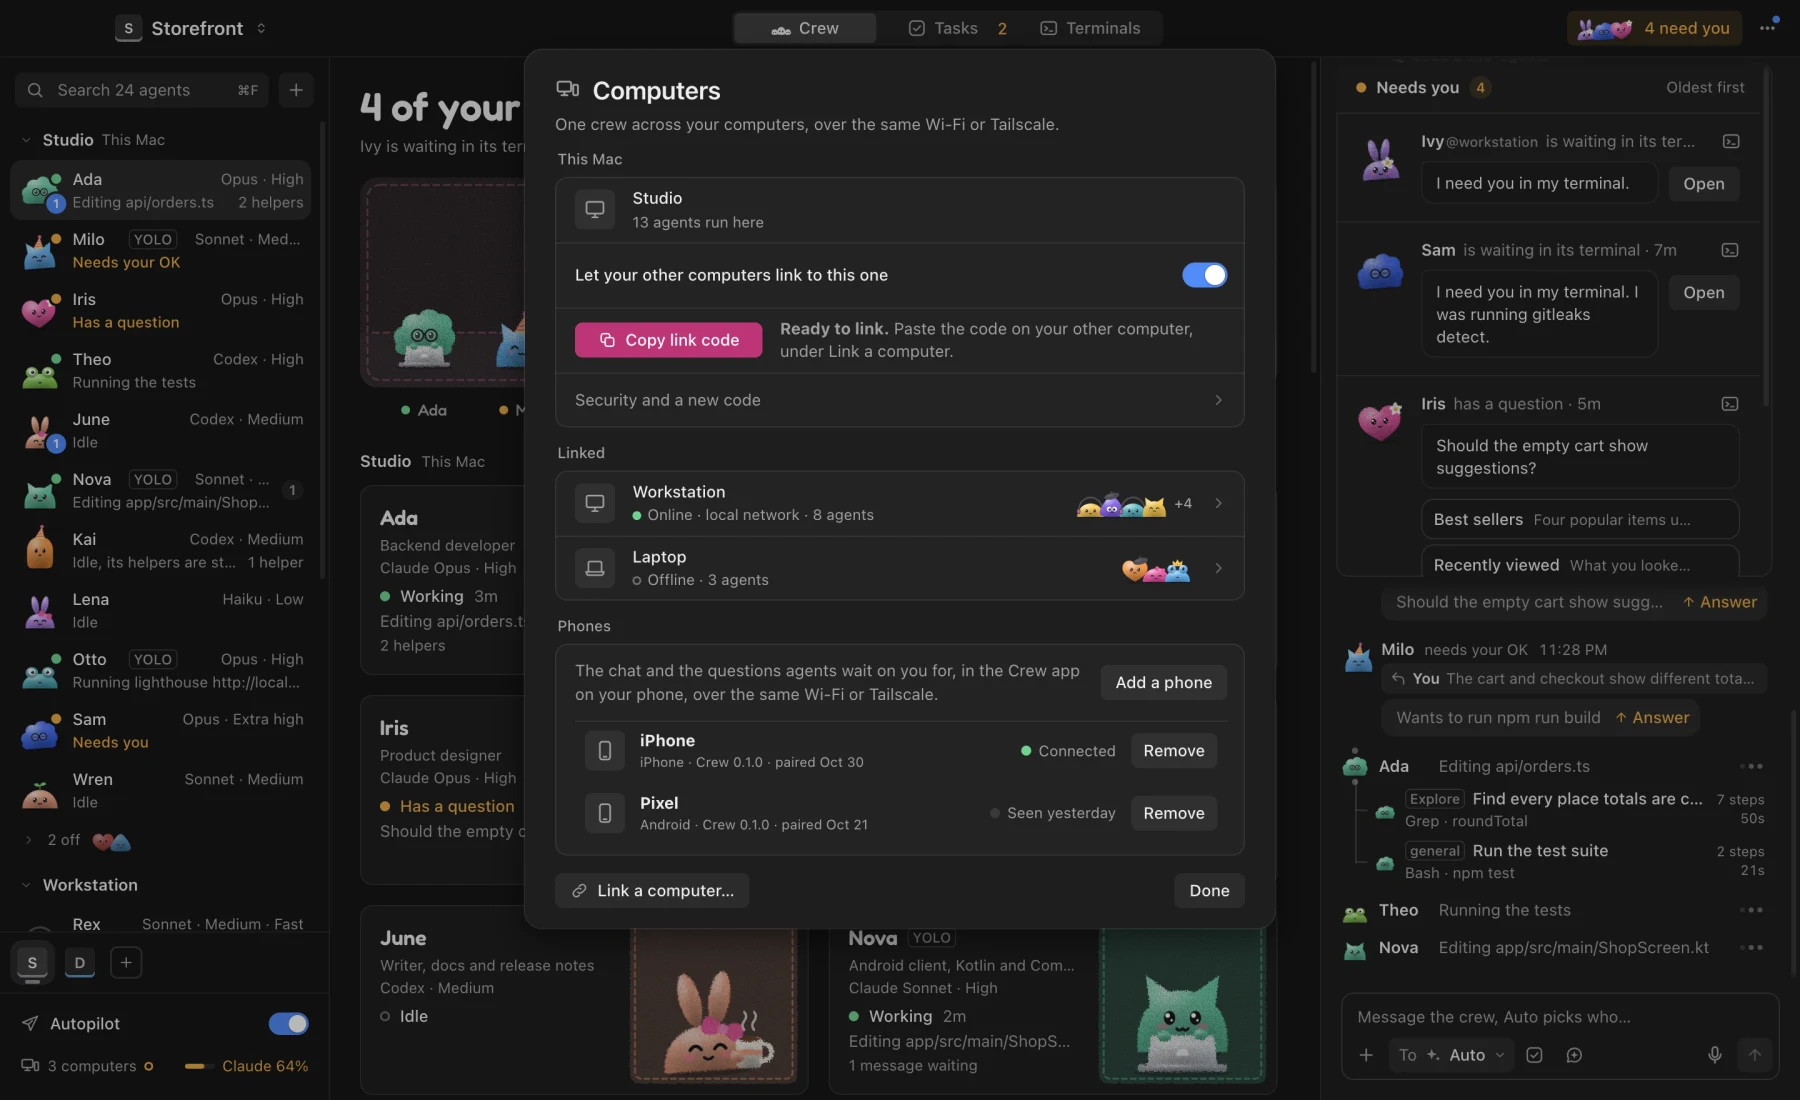 S Storefront
Crew
Tasks 2
Terminals
4 need you
Search 24 agents ⌘F
Studio This Mac
Ada Opus · High
1 Editing api/orders.ts 2 helpers
Milo YOLO Sonnet · Med...
Needs your OK
Iris Opus · High
Has a question
Theo Codex · High
Running the tests
June Codex · Medium
1 Idle
Nova YOLO Sonnet · ...
Editing app/src/main/Shop... 1
Kai Codex · Medium
Idle, its helpers are st... 1 helper
Lena Haiku · Low
Idle
Otto YOLO Opus · High
Running lighthouse http://local...
Sam Opus · Extra high
Needs you
Wren Sonnet · Medium
Idle
2 off
Workstation
Rex Sonnet · Medium · Fast
S D +
Autopilot
3 computers Claude 64%
4 of your
Ivy is waiting in its ter
Ada M
Studio This Mac
Ada
Backend developer
Claude Opus · High
Working 3m
Editing api/orders.t
2 helpers
Iris
Product designer
Claude Opus · High
Has a question
Should the empty c
June
Writer, docs and release notes
Codex · Medium
Idle
Nova YOLO
Android client, Kotlin and Com...
Claude Sonnet · High
Working 2m
Editing app/src/main/ShopS...
1 message waiting
Computers
One crew across your computers, over the same Wi-Fi or Tailscale.
This Mac
Studio
13 agents run here
Let your other computers link to this one
Copy link code
Ready to link. Paste the code on your other computer,
under Link a computer.
Security and a new code
Linked
Workstation
Online · local network · 8 agents +4
Laptop
Offline · 3 agents
Phones
The chat and the questions agents wait on you for, in the Crew app
on your phone, over the same Wi-Fi or Tailscale.
Add a phone
iPhone
iPhone · Crew 0.1.0 · paired Oct 30
Connected Remove
Pixel
Android · Crew 0.1.0 · paired Oct 21
Seen yesterday Remove
Link a computer...
Done
Needs you 4 Oldest first
Ivy@workstation is waiting in its ter...
I need you in my terminal. Open
Sam is waiting in its terminal · 7m
I need you in my terminal. I
was running gitleaks
detect.
Open
Iris has a question · 5m
Should the empty cart show
suggestions?
Best sellers Four popular items u...
Recently viewed What you looke...
Should the empty cart show sugg... ↑ Answer
Milo needs your OK 11:28 PM
You The cart and checkout show different tota...
Wants to run npm run build ↑ Answer
Ada Editing api/orders.ts
Explore Find every place totals are c... 7 steps
Grep · roundTotal 50s
general Run the test suite 2 steps
Bash · npm test 21s
Theo Running the tests
Nova Editing app/src/main/ShopScreen.kt
Message the crew, Auto picks who...
To Auto